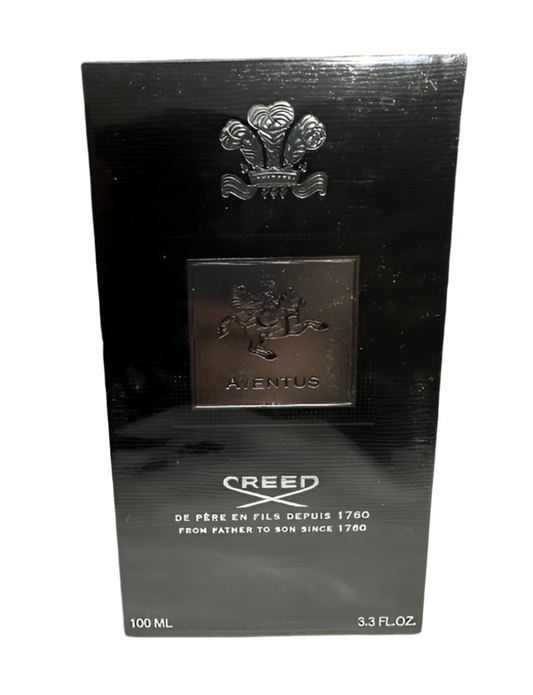 AVENTUS
CREED
DE PÈRE EN FILS DEPUIS 1760
FROM FATHER TO SON SINCE 1760
100 ML
3.3 FL.OZ.